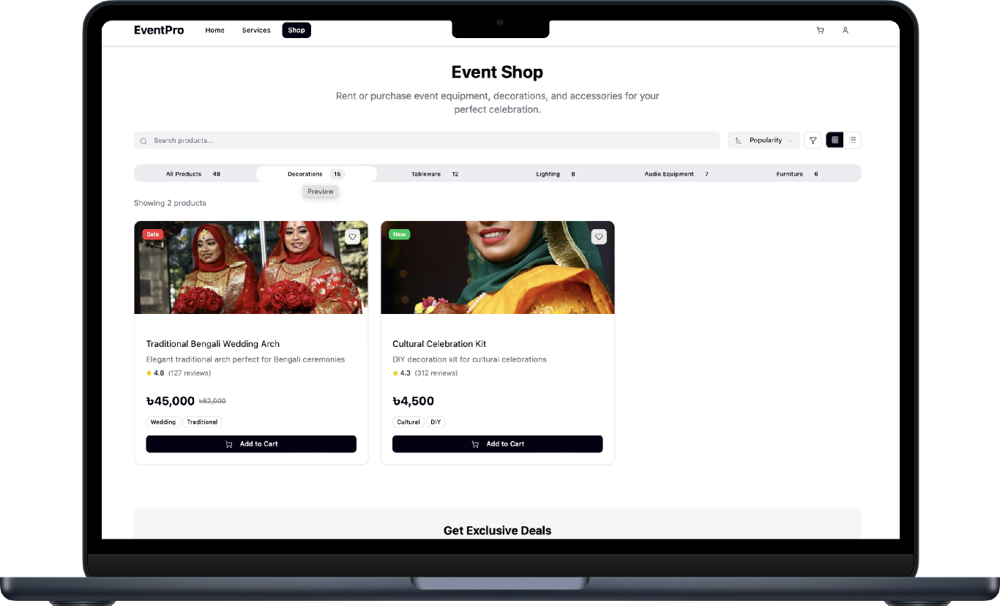 EventPro Home Services Shop
Event Shop
Rent or purchase event equipment, decorations, and accessories for your
perfect celebration.
Search products... Popularity
All Products 48 Decorations 15 Tableware 12 Lighting 8 Audio Equipment 7 Furniture 6
Preview
Showing 2 products
Sale
New
Traditional Bengali Wedding Arch
Elegant traditional arch perfect for Bengali ceremonies
4.8 (127 reviews)
৳45,000 ৳52,000
Wedding Traditional
Add to Cart
Cultural Celebration Kit
DIY decoration kit for cultural celebrations
4.3 (312 reviews)
৳4,500
Cultural DIY
Add to Cart
Get Exclusive Deals